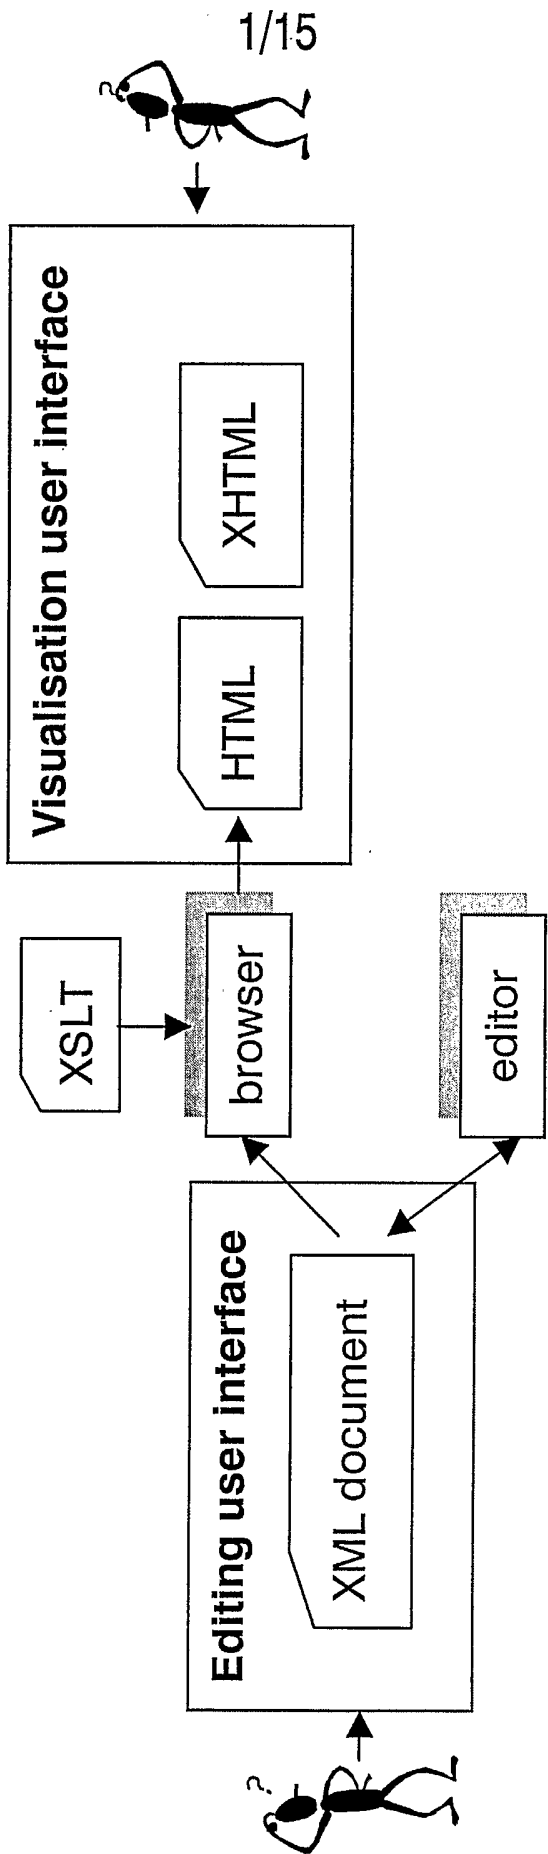 1/15
Visualisation user interface
HTML
XHTML
XSLT
browser
editor
Editing user interface
XML document
?
?